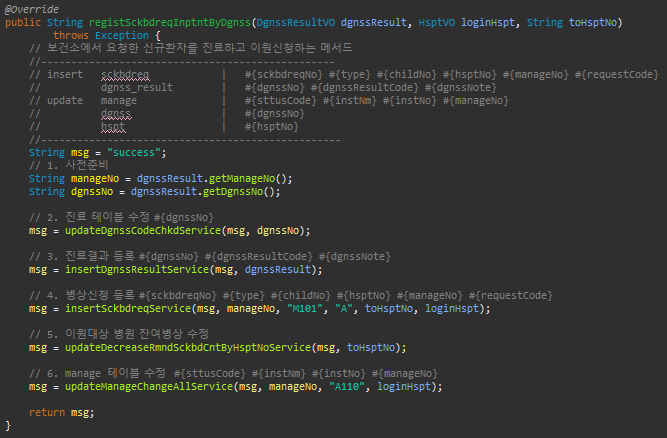 @Override
public String registSckbdreqInptntByDgnss(DgnssResultVO dgnssResult, HsptVO loginHspt, String toHsptNo)
        throws Exception {
    // 보건소에서 요청한 신규환자를 진료하고 이원신청하는 메서드
    //-----------------------------------------------
    // insert   sckbdreq          |   #{sckbdreqNo} #{type} #{childNo} #{hsptNo} #{manageNo} #{requestCode}
    //          dgnss_result      |   #{dgnssNo} #{dgnssResultCode} #{dgnssNote}
    // update   manage            |   #{sttusCode} #{instNm} #{instNo} #{manageNo}
    //          dgnss             |   #{dgnssNo}
    //          hspt              |   #{hsptNo}
    //------------------------------------------------
    String msg = "success";
    // 1. 사전준비
    String manageNo = dgnssResult.getManageNo();
    String dgnssNo = dgnssResult.getDgnssNo();

    // 2. 진료 테이블 수정 #{dgnssNo}
    msg = updateDgnssCodeChkdService(msg, dgnssNo);

    // 3. 진료결과 등록 #{dgnssNo} #{dgnssResultCode} #{dgnssNote}
    msg = insertDgnssResultService(msg, dgnssResult);

    // 4. 병상신청 등록 #{sckbdreqNo} #{type} #{childNo} #{hsptNo} #{manageNo} #{requestCode}
    msg = insertSckbdreqService(msg, manageNo, "M101", "A", toHsptNo, loginHspt);

    // 5. 이원대상 병원 잔여병상 수정
    msg = updateDecreaseRmndSckbdCntByHsptNoService(msg, toHsptNo);

    // 6. manage 테이블 수정  #{sttusCode} #{instNm} #{instNo} #{manageNo}
    msg = updateManageChangeAllService(msg, manageNo, "A110", loginHspt);

    return msg;
}